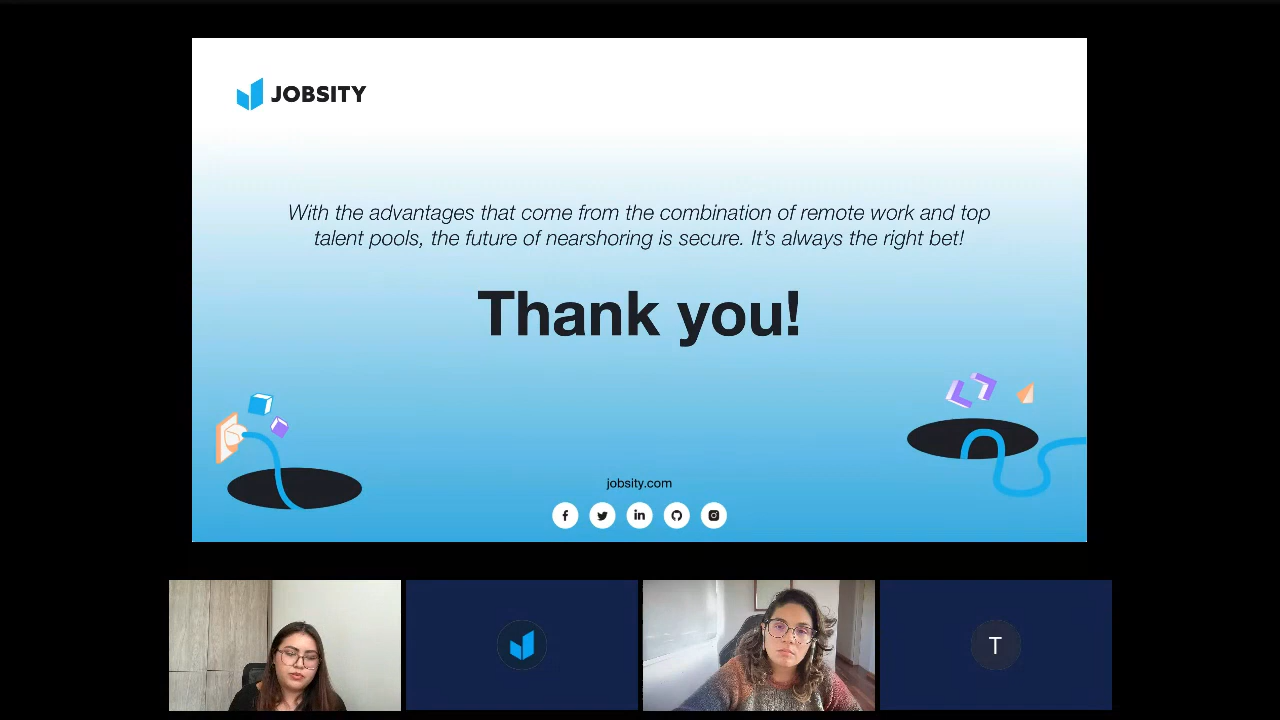 JOBSITY
With the advantages that come from the combination of remote work and top
talent pools, the future of nearshoring is secure. It's always the right bet!
Thank you!
jobsity.com
T